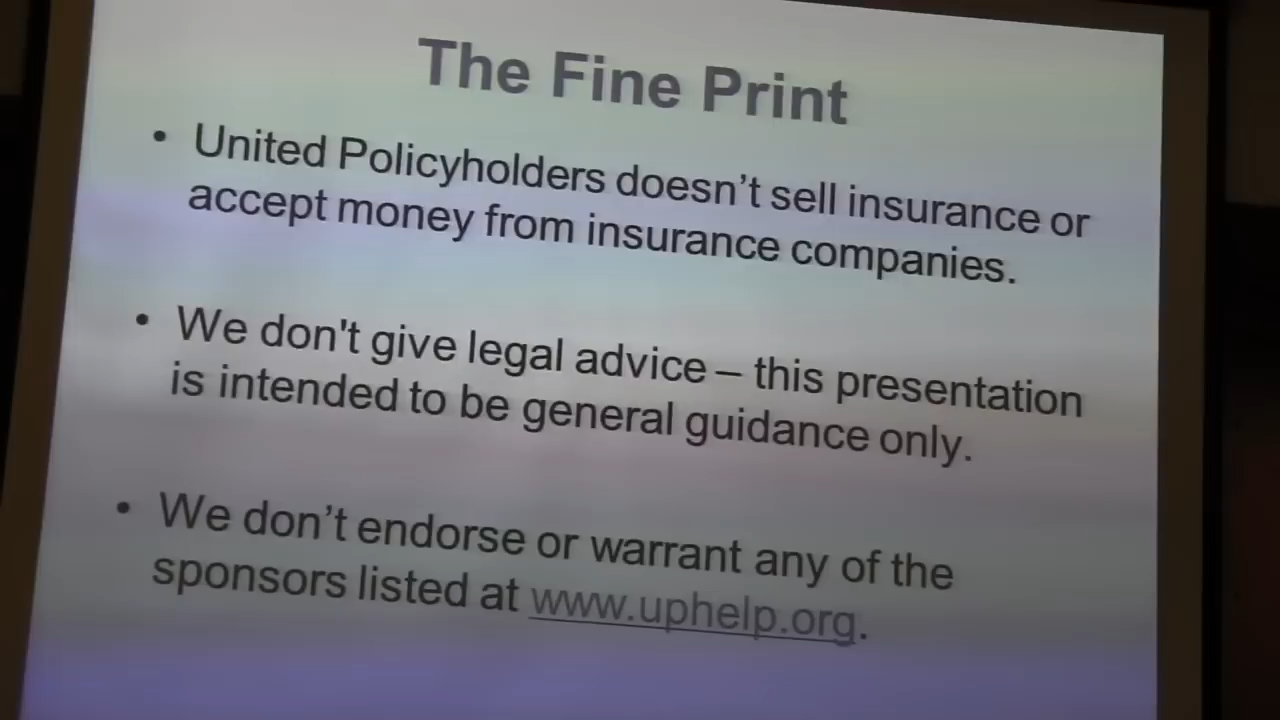 The Fine Print
• United Policyholders doesn’t sell insurance or
accept money from insurance companies.
• We don't give legal advice – this presentation
is intended to be general guidance only.
• We don’t endorse or warrant any of the
sponsors listed at www.uphelp.org.